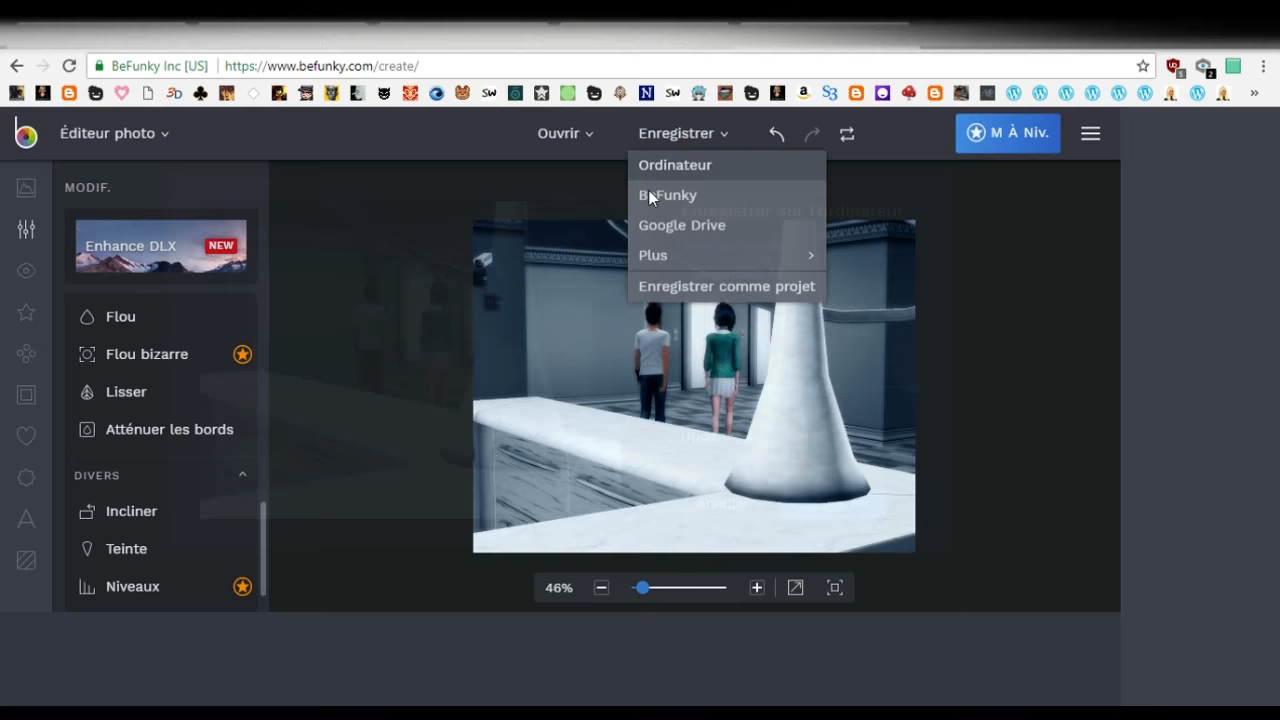 BeFunky Inc [US] https://www.befunky.com/create/
Éditeur photo Ouvrir Enregistrer M À Niv.
Ordinateur
BeFunky
Google Drive
Plus
Enregistrer comme projet
MODIF.
Enhance DLX NEW
Flou
Flou bizarre
Lisser
Atténuer les bords
DIVERS
Incliner
Teinte
Niveaux
46%